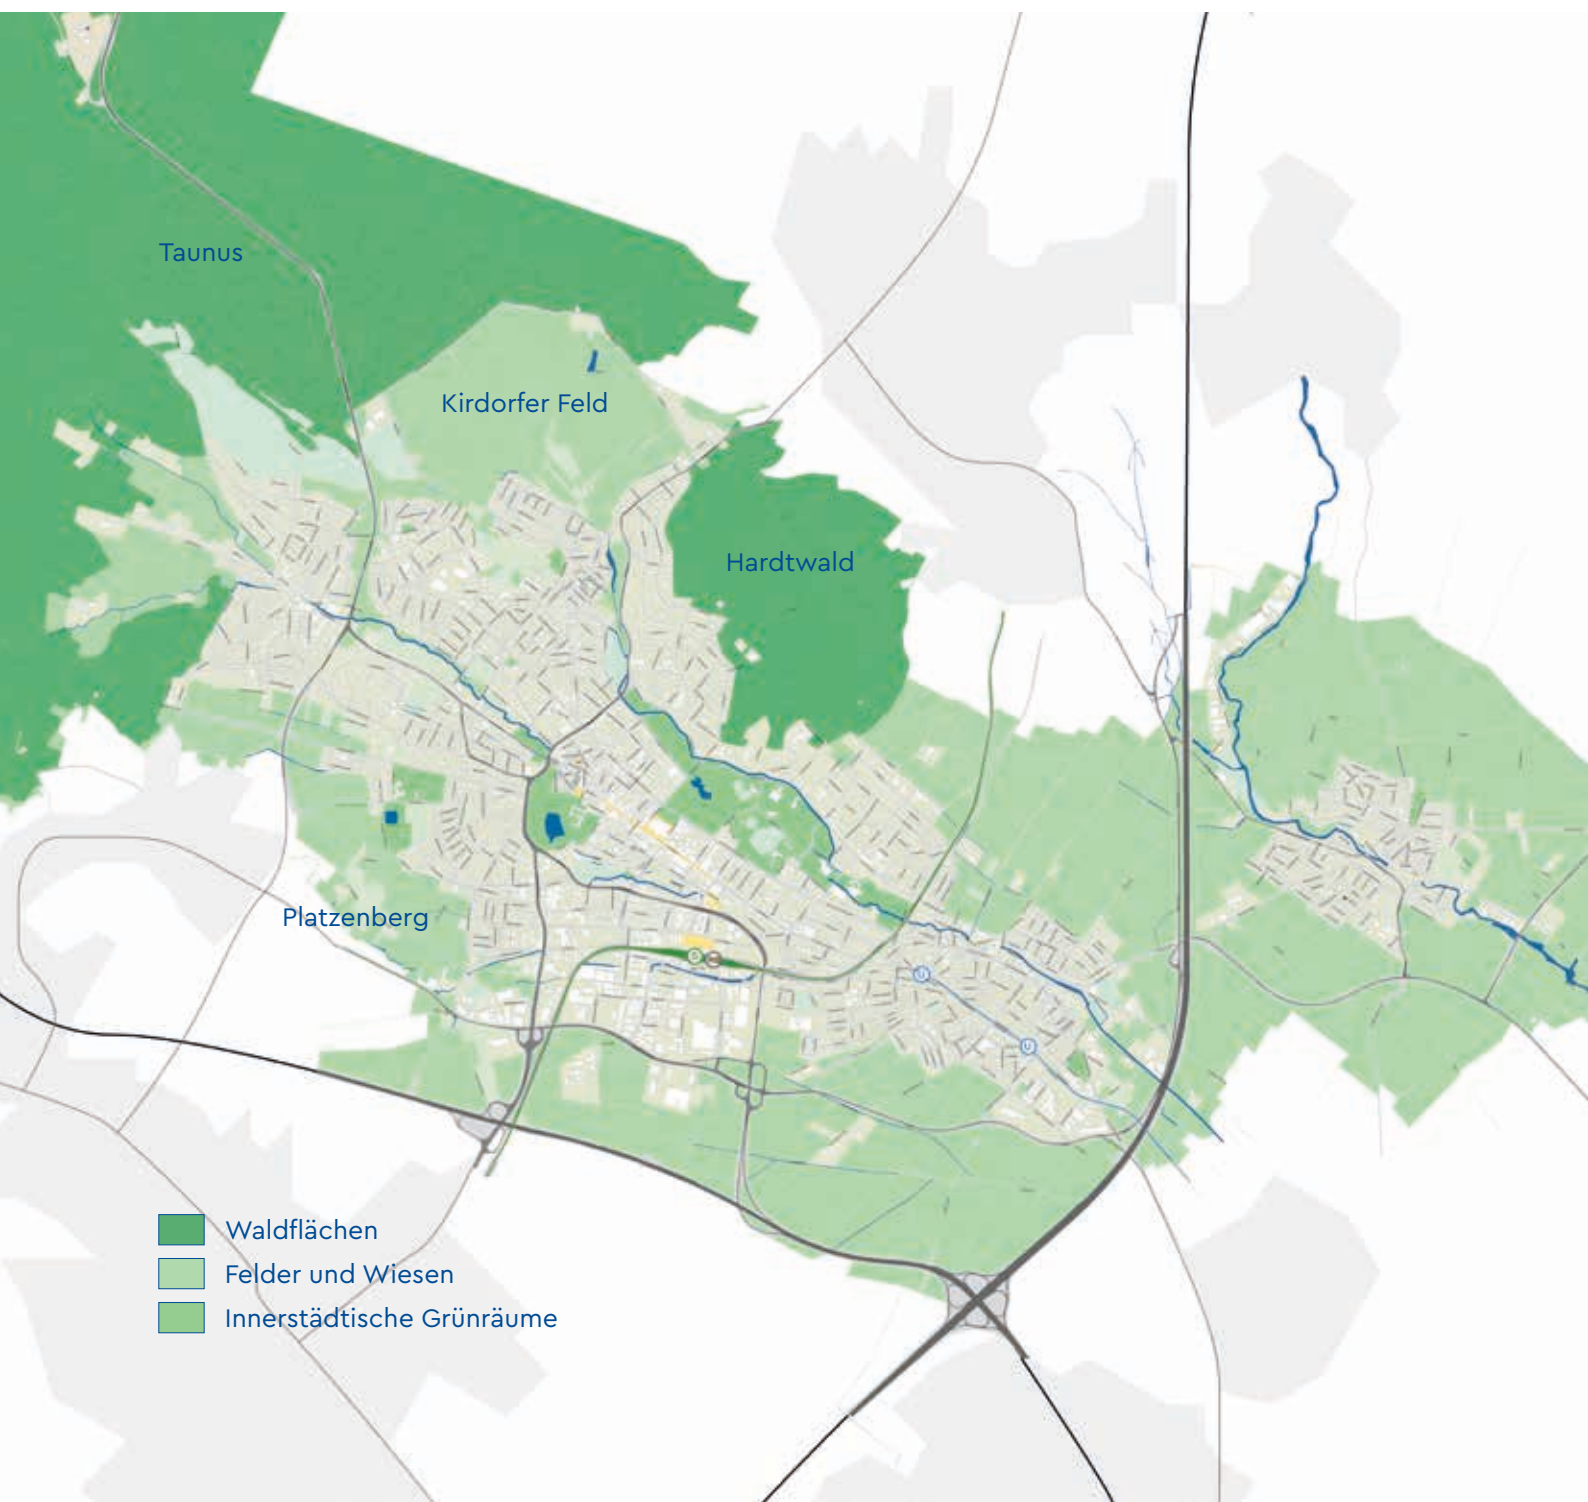 Taunus
Kirdorfer Feld
Hardtwald
Platzenberg
Waldflächen
Felder und Wiesen
Innerstädtische Grünräume